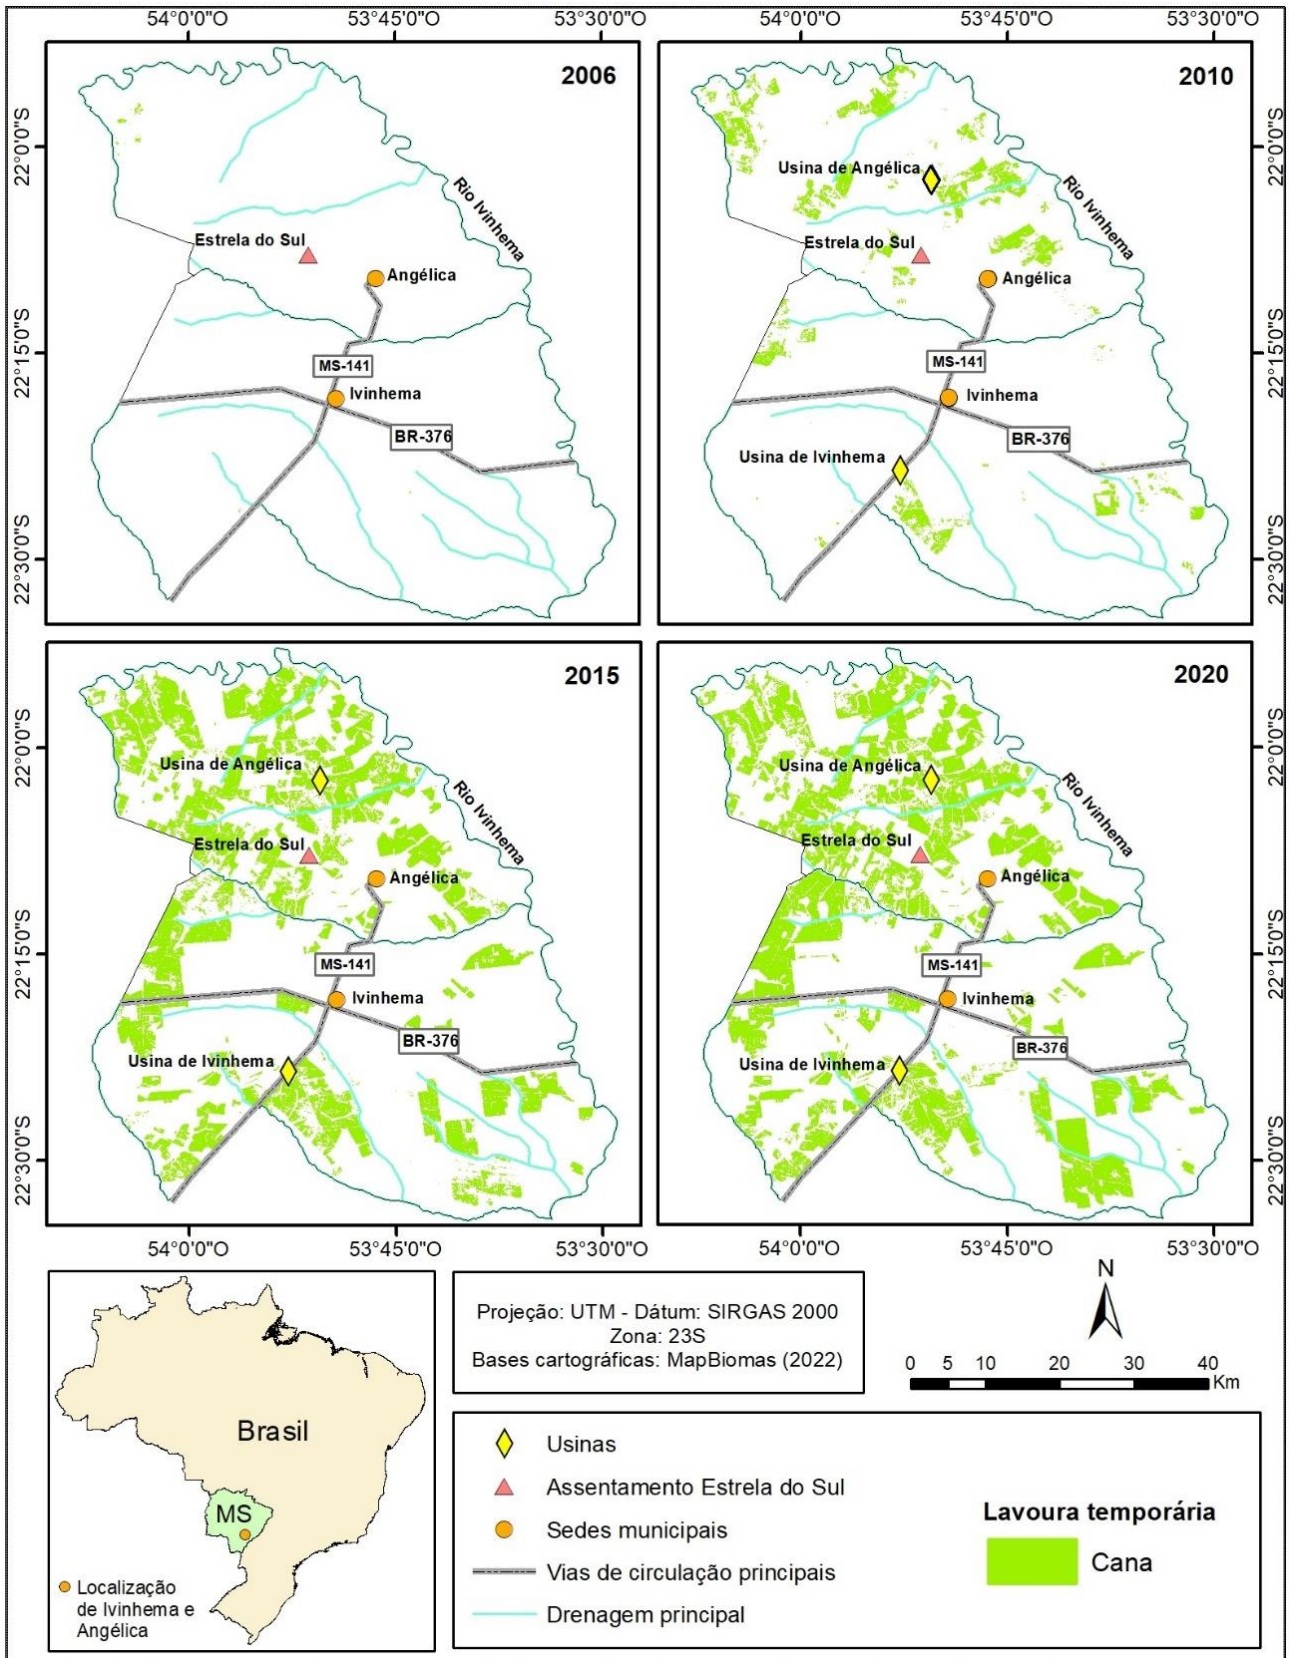 54°0'0"O 53°45'0"O 53°30'0"O 54°0'0"O 53°45'0"O 53°30'0"O
2006
22°0'0"S
Rio Ivinhema
Estrela do Sul
Angélica
22°15'0"S
MS-141
Ivinhema
BR-376
22°30'0"S
2010
22°0'0"S
Usina de Angélica
Rio Ivinhema
Estrela do Sul
Angélica
22°15'0"S
MS-141
Ivinhema
BR-376
Usina de Ivinhema
22°30'0"S
2015
22°0'0"S
Usina de Angélica
Rio Ivinhema
Estrela do Sul
Angélica
22°15'0"S
MS-141
Ivinhema
BR-376
Usina de Ivinhema
22°30'0"S
2020
22°0'0"S
Usina de Angélica
Rio Ivinhema
Estrela do Sul
Angélica
22°15'0"S
MS-141
Ivinhema
BR-376
Usina de Ivinhema
22°30'0"S
54°0'0"O 53°45'0"O 53°30'0"O 54°0'0"O 53°45'0"O 53°30'0"O
Brasil
MS
Localização
de Ivinhema e
Angélica
Projeção: UTM - Dátum: SIRGAS 2000
Zona: 23S
Bases cartográficas: MapBiomas (2022)
N
0 5 10 20 30 40
Km
Usinas
Assentamento Estrela do Sul
Sedes municipais
Vias de circulação principais
Drenagem principal
Lavoura temporária
Cana